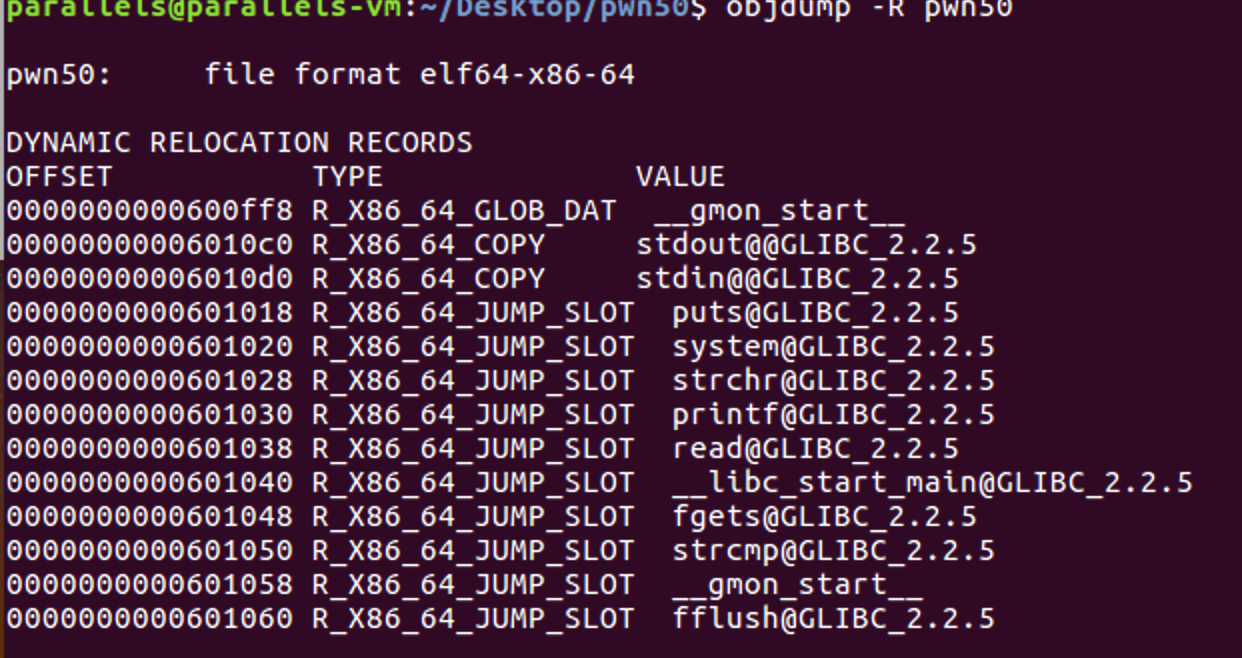 parallels@parallels-vm:~/Desktop/pwn50$ objdump -R pwn50
pwn50:     file format elf64-x86-64
DYNAMIC RELOCATION RECORDS
OFFSET           TYPE              VALUE
0000000000600ff8 R_X86_64_GLOB_DAT  __gmon_start__
00000000006010c0 R_X86_64_COPY     stdout@@GLIBC_2.2.5
00000000006010d0 R_X86_64_COPY     stdin@@GLIBC_2.2.5
0000000000601018 R_X86_64_JUMP_SLOT  puts@GLIBC_2.2.5
0000000000601020 R_X86_64_JUMP_SLOT  system@GLIBC_2.2.5
0000000000601028 R_X86_64_JUMP_SLOT  strchr@GLIBC_2.2.5
0000000000601030 R_X86_64_JUMP_SLOT  printf@GLIBC_2.2.5
0000000000601038 R_X86_64_JUMP_SLOT  read@GLIBC_2.2.5
0000000000601040 R_X86_64_JUMP_SLOT  __libc_start_main@GLIBC_2.2.5
0000000000601048 R_X86_64_JUMP_SLOT  fgets@GLIBC_2.2.5
0000000000601050 R_X86_64_JUMP_SLOT  strcmp@GLIBC_2.2.5
0000000000601058 R_X86_64_JUMP_SLOT  __gmon_start__
0000000000601060 R_X86_64_JUMP_SLOT  fflush@GLIBC_2.2.5